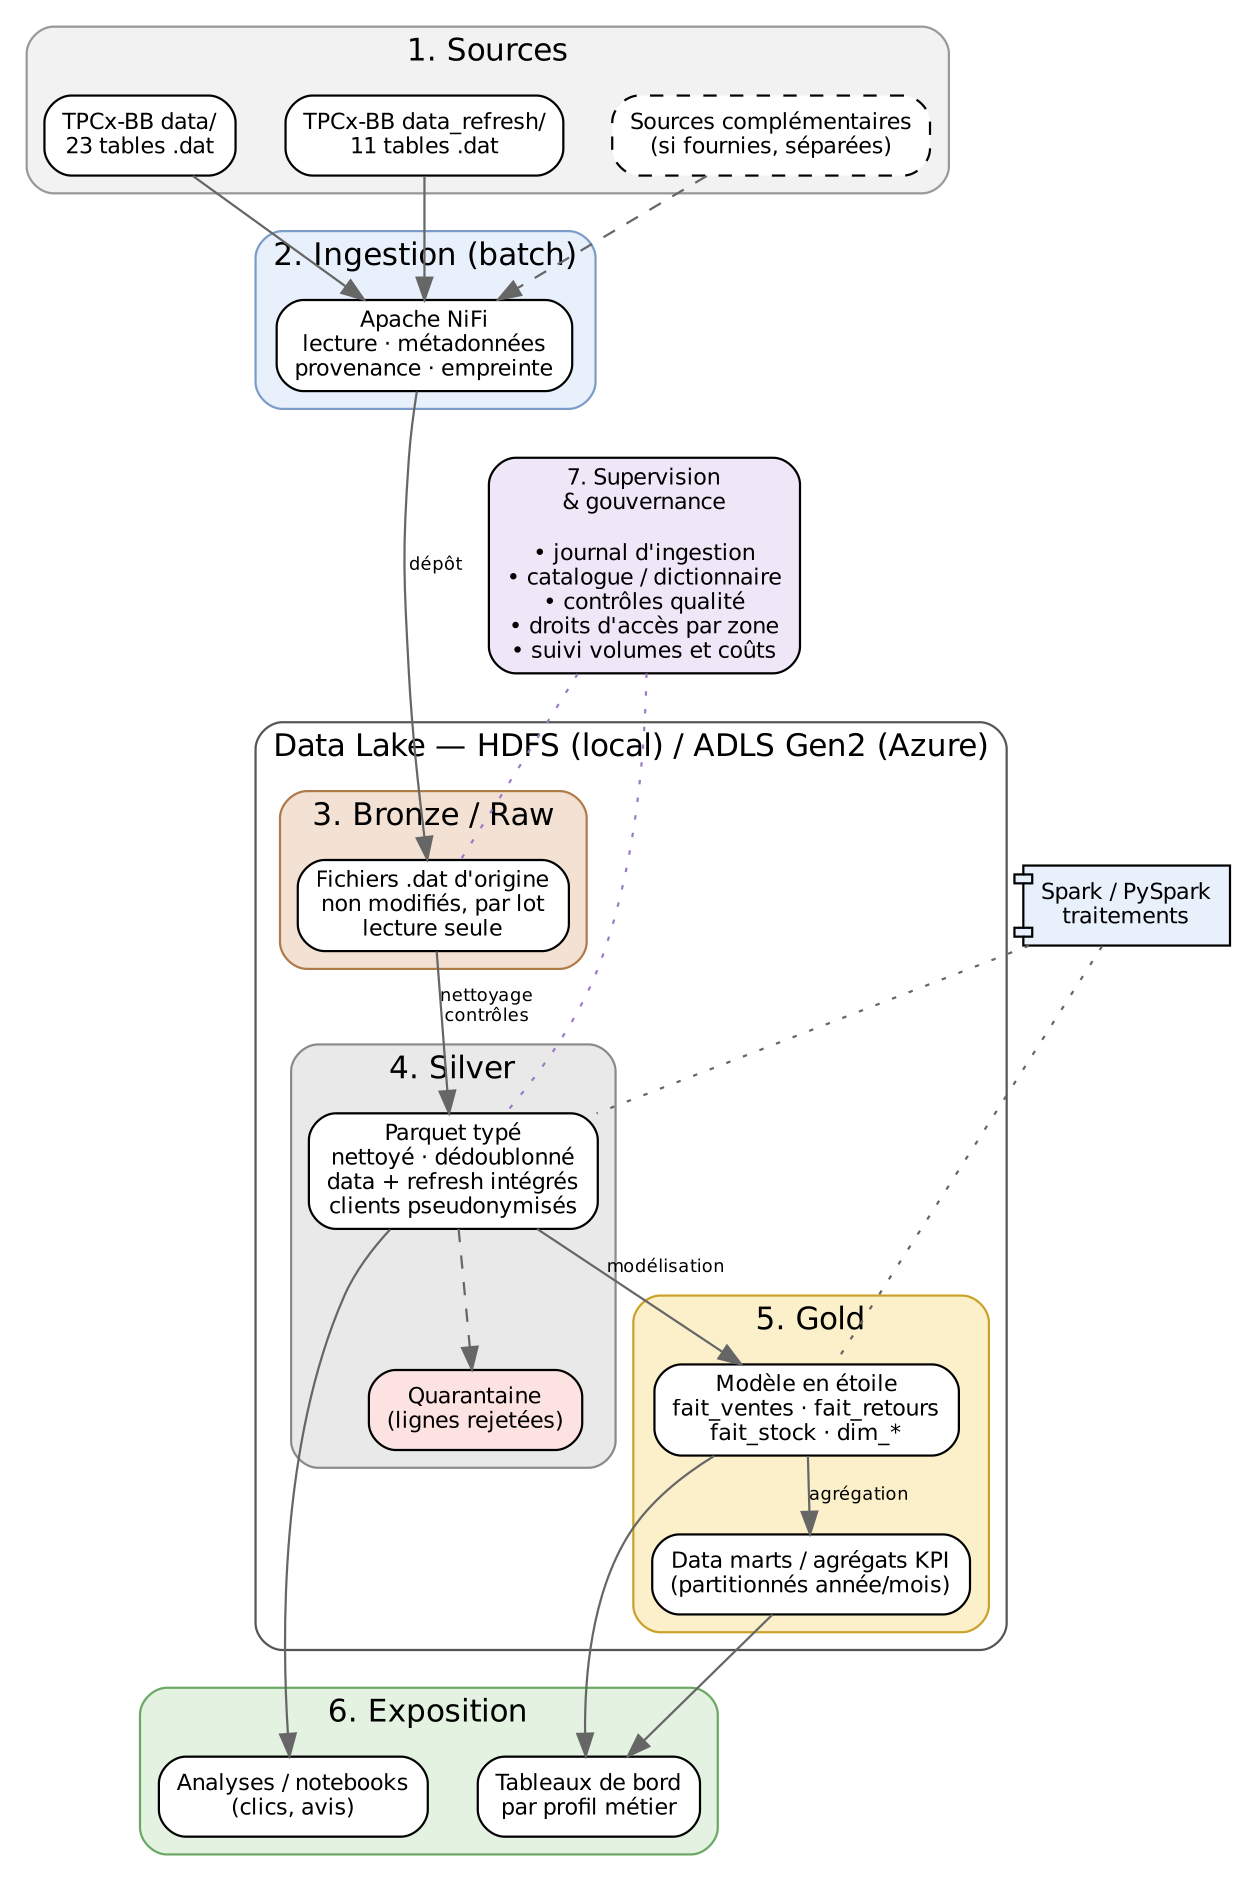 1. Sources
TPCx-BB data/
23 tables .dat
TPCx-BB data_refresh/
11 tables .dat
Sources complémentaires
(si fournies, séparées)
2. Ingestion (batch)
Apache NiFi
lecture · métadonnées
provenance · empreinte
7. Supervision
& gouvernance
• journal d'ingestion
• catalogue / dictionnaire
• contrôles qualité
• droits d'accès par zone
• suivi volumes et coûts
dépôt
Data Lake — HDFS (local) / ADLS Gen2 (Azure)
3. Bronze / Raw
Fichiers .dat d'origine
non modifiés, par lot
lecture seule
Spark / PySpark
traitements
nettoyage
contrôles
4. Silver
Parquet typé
nettoyé · dédoublonné
data + refresh intégrés
clients pseudonymisés
modélisation
5. Gold
Modèle en étoile
fait_ventes · fait_retours
fait_stock · dim_*
Quarantaine
(lignes rejetées)
agrégation
Data marts / agrégats KPI
(partitionnés année/mois)
6. Exposition
Analyses / notebooks
(clics, avis)
Tableaux de bord
par profil métier